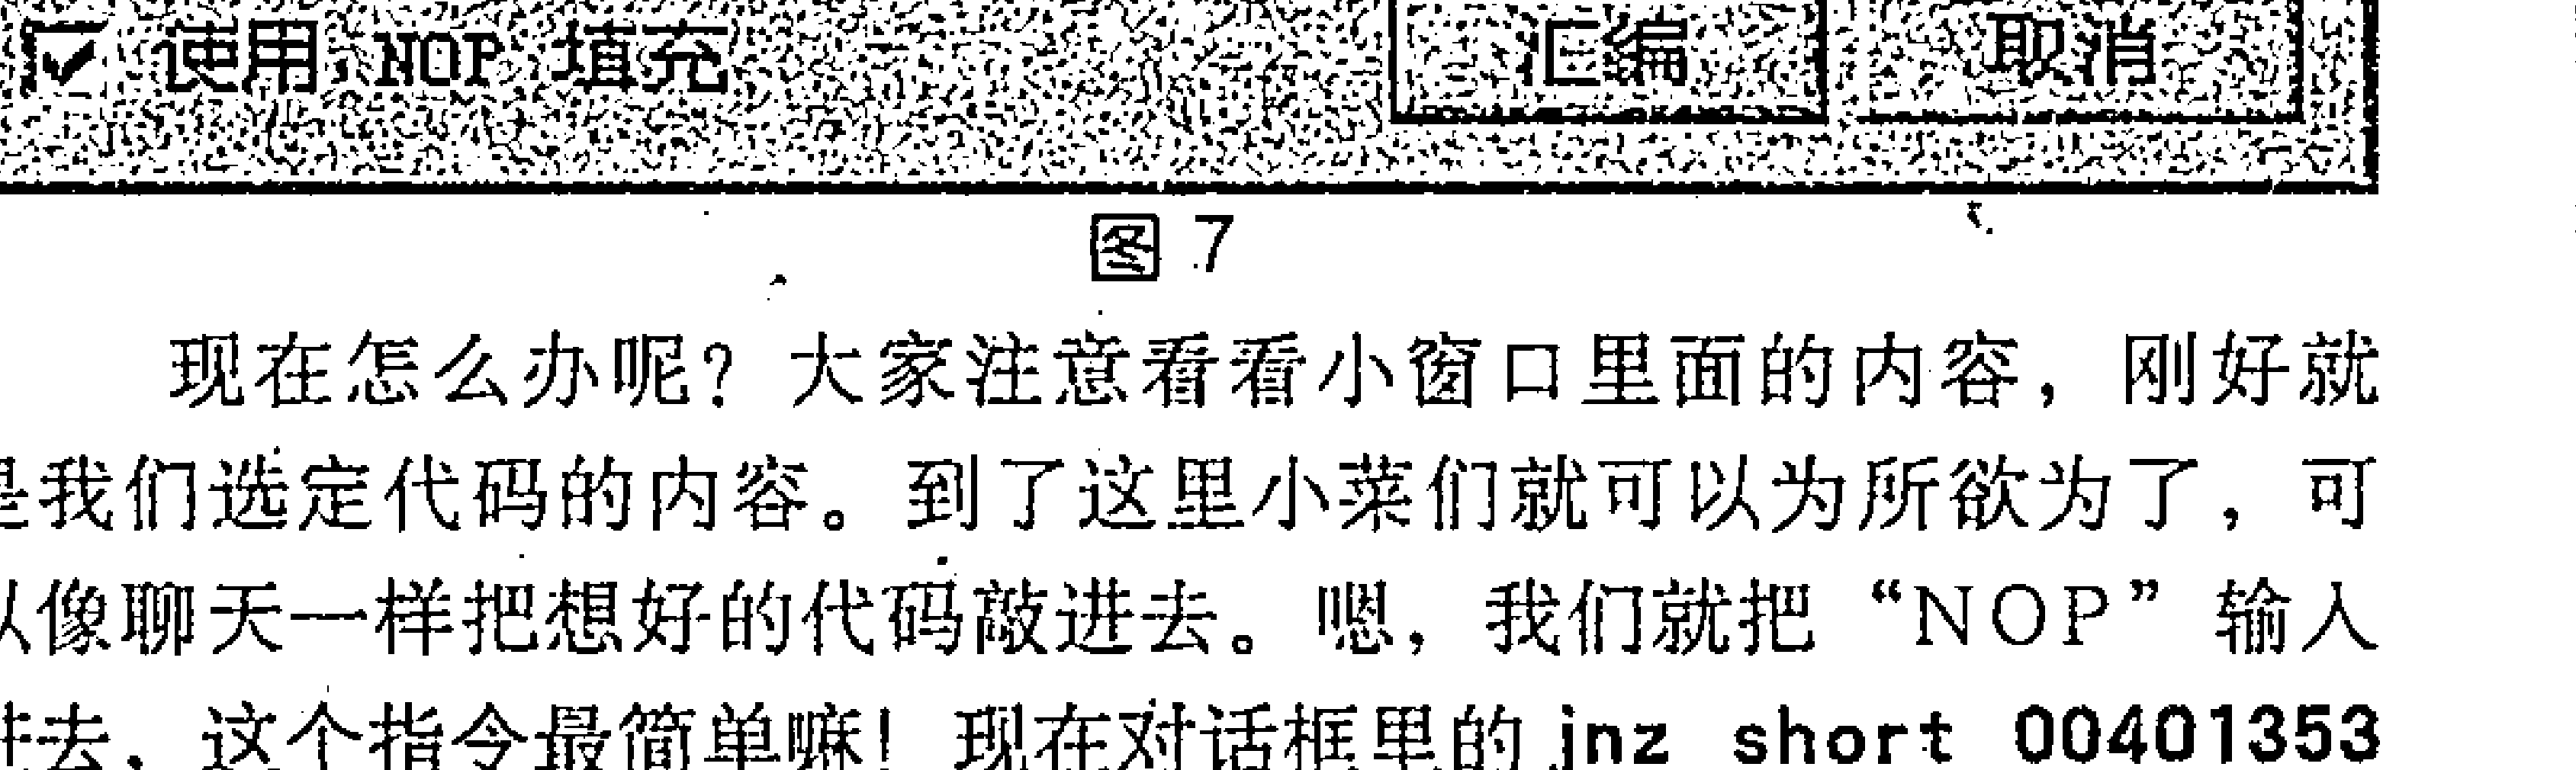 使用 NOP 填充 汇编 取消
图 7
现在怎么办呢？大家注意看看小窗口里面的内容，刚好就
是我们选定代码的内容。到了这里小菜们就可以为所欲为了，可
以像聊天一样把想好的代码敲进去。嗯，我们就把“NOP”输入
进去，这个指令最简单嘛！现在对话框里的 jnz short 00401353